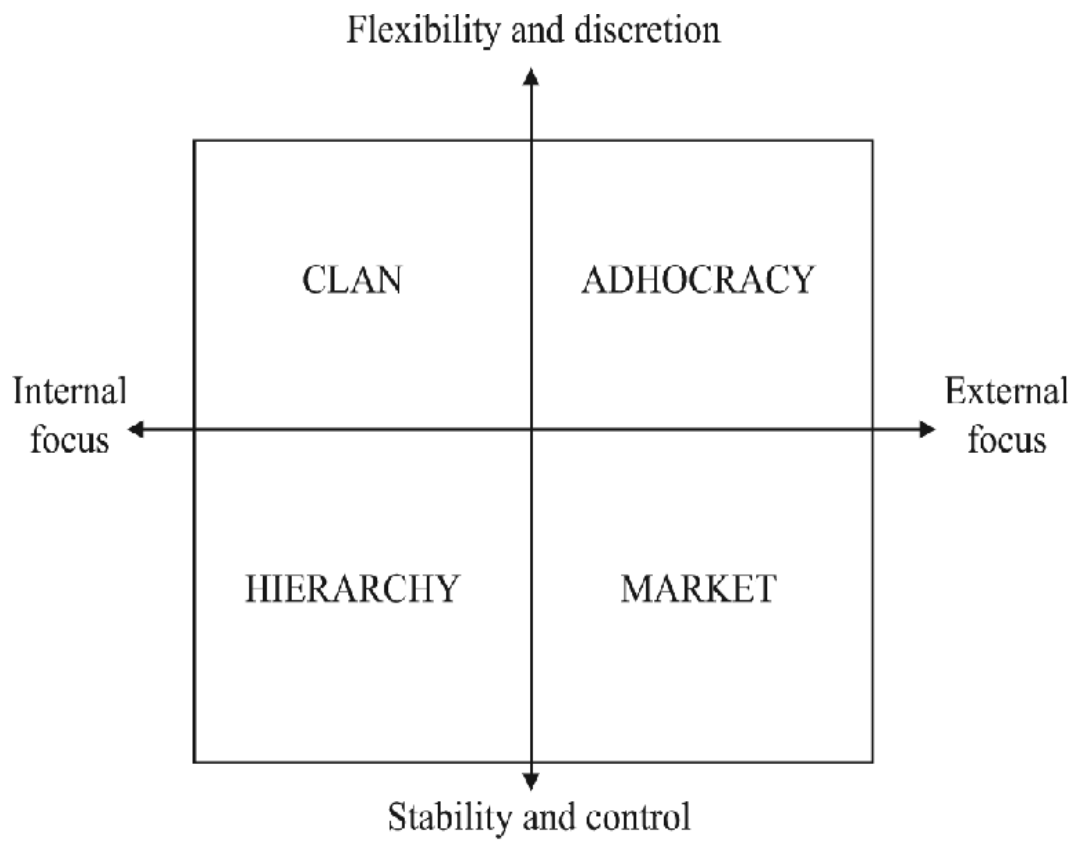 Flexibility and discretion
CLAN
ADHOCRACY
Internal
focus
External
focus
HIERARCHY
MARKET
Stability and control